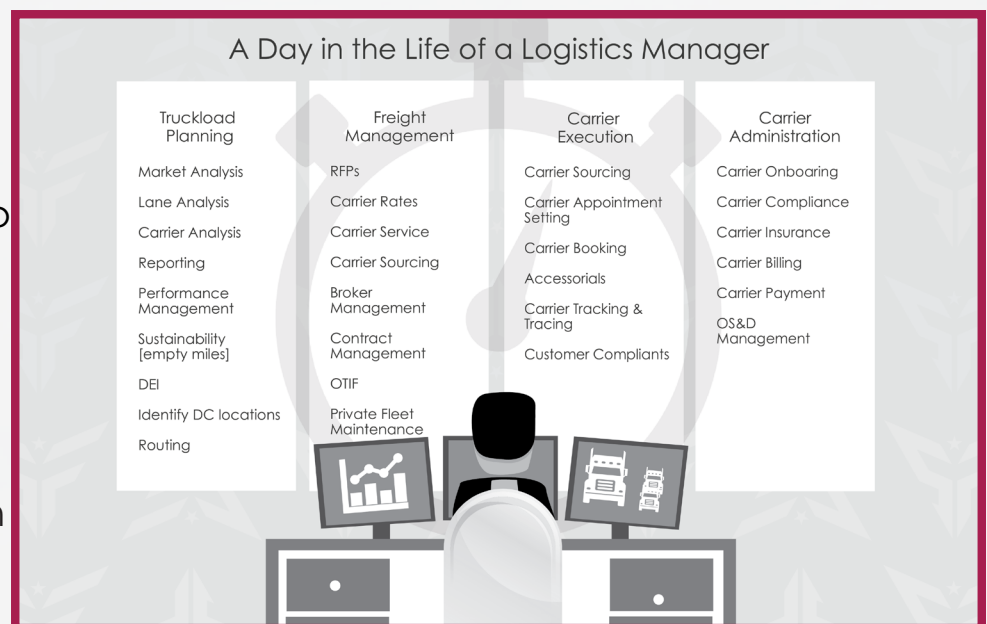 A Day in the Life of a Logistics Manager
Truckload
Planning
Market Analysis
Lane Analysis
Carrier Analysis
Reporting
Performance
Management
Sustainability
[empty miles]
DEI
Identify DC locations
Routing
Freight
Management
RFPs
Carrier Rates
Carrier Service
Carrier Sourcing
Broker
Management
Contract
Management
OTIF
Private Fleet
Maintenance
Carrier
Execution
Carrier Sourcing
Carrier Appointment
Setting
Carrier Booking
Accessorials
Carrier Tracking &
Tracing
Customer Compliants
Carrier
Administration
Carrier Onboaring
Carrier Compliance
Carrier Insurance
Carrier Billing
Carrier Payment
OS&D
Management